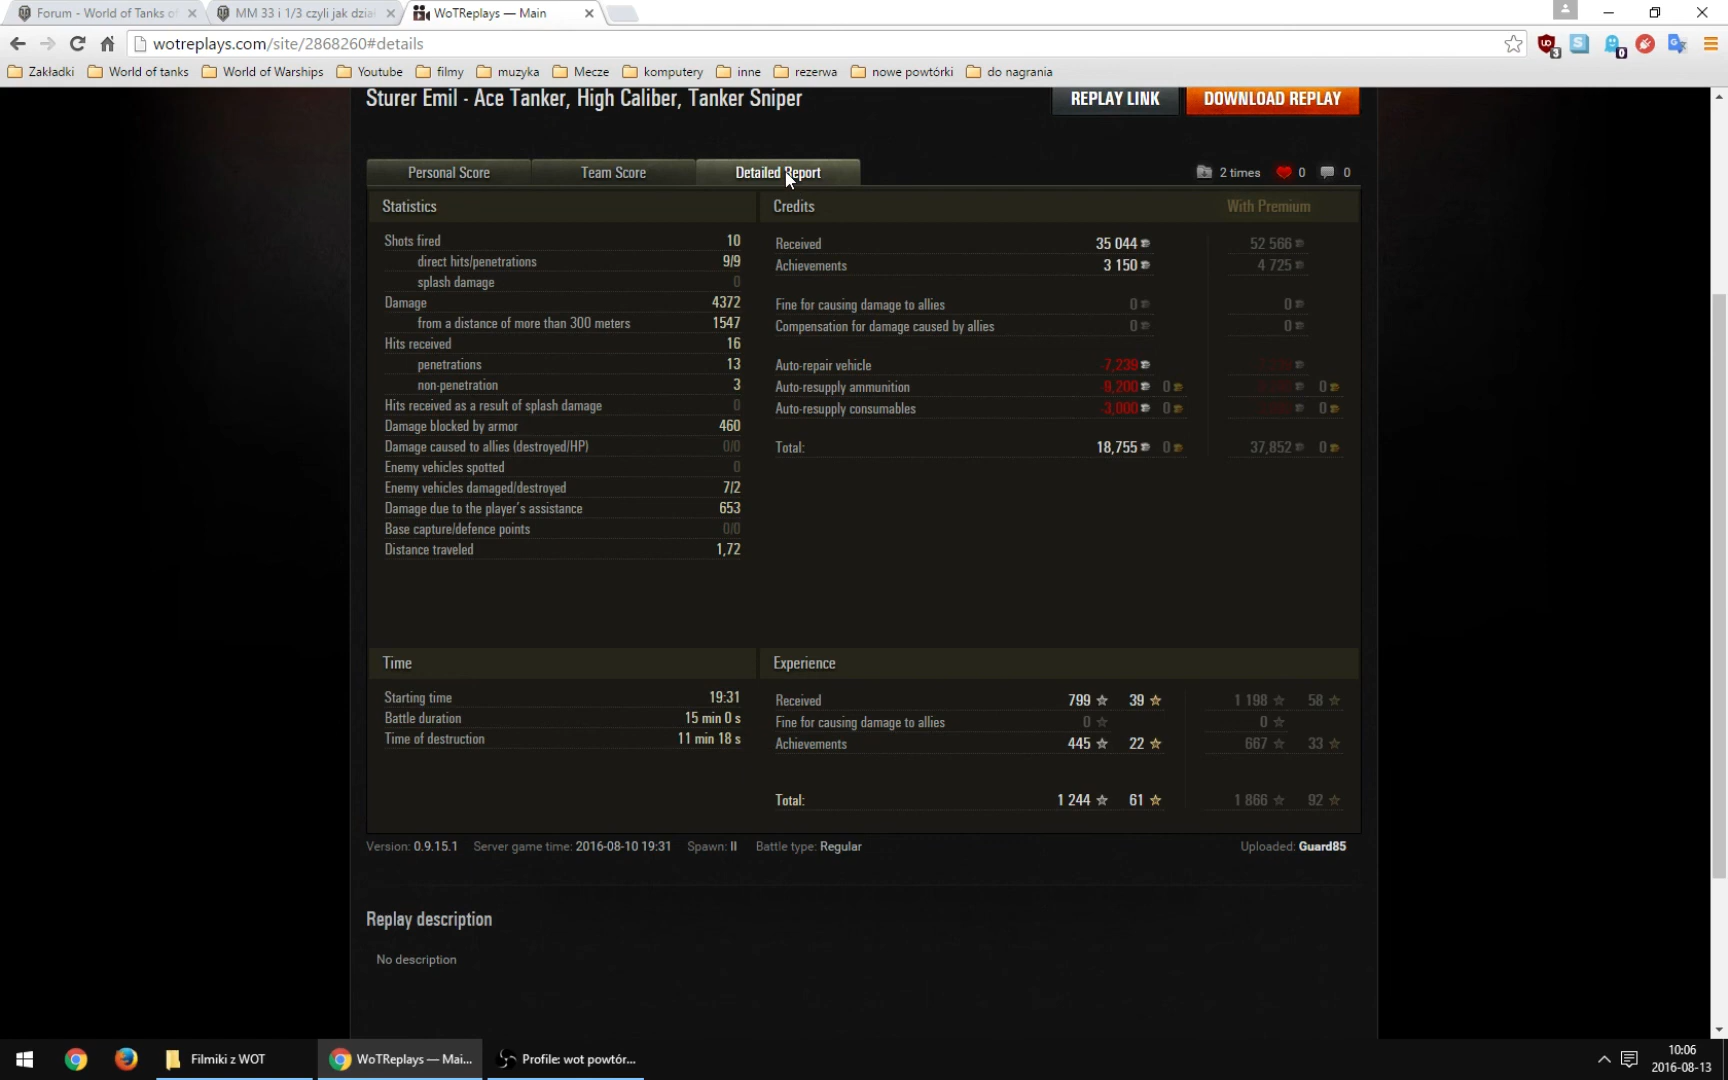 Forum - World of Tanks of
MM 33 i 1/3 czyli jak dział
WoTReplays — Main
wotreplays.com/site/2868260#details
Zakładki World of tanks World of Warships Youtube filmy muzyka Mecze komputery inne rezerwa nowe powtórki do nagrania
Sturer Emil - Ace Tanker, High Caliber, Tanker Sniper
REPLAY LINK
DOWNLOAD REPLAY
Personal Score Team Score Detailed Report
2 times 0 0
Statistics
Shots fired 10
direct hits/penetrations 9/9
splash damage 0
Damage 4372
from a distance of more than 300 meters 1547
Hits received 16
penetrations 13
non-penetration 3
Hits received as a result of splash damage 0
Damage blocked by armor 460
Damage caused to allies (destroyed/HP) 0/0
Enemy vehicles spotted 0
Enemy vehicles damaged/destroyed 7/2
Damage due to the player's assistance 653
Base capture/defence points 0/0
Distance traveled 1,72
Credits With Premium
Received 35 044 52 566
Achievements 3 150 4 725
Fine for causing damage to allies 0 0
Compensation for damage caused by allies 0 0
Auto-repair vehicle -7,239
Auto-resupply ammunition -9,200 0 0
Auto-resupply consumables -3,000 0 0
Total: 18,755 0 37,852 0
Time
Starting time 19:31
Battle duration 15 min 0 s
Time of destruction 11 min 18 s
Experience
Received 799 39 1 198 58
Fine for causing damage to allies 0 0
Achievements 445 22 667 33
Total: 1 244 61 1 866 92
Version: 0.9.15.1 Server game time: 2016-08-10 19:31 Spawn: II Battle type: Regular Uploaded: Guard85
Replay description
No description
Filmiki z WOT
WoTReplays — Mai...
Profile: wot powtór...
10:06
2016-08-13